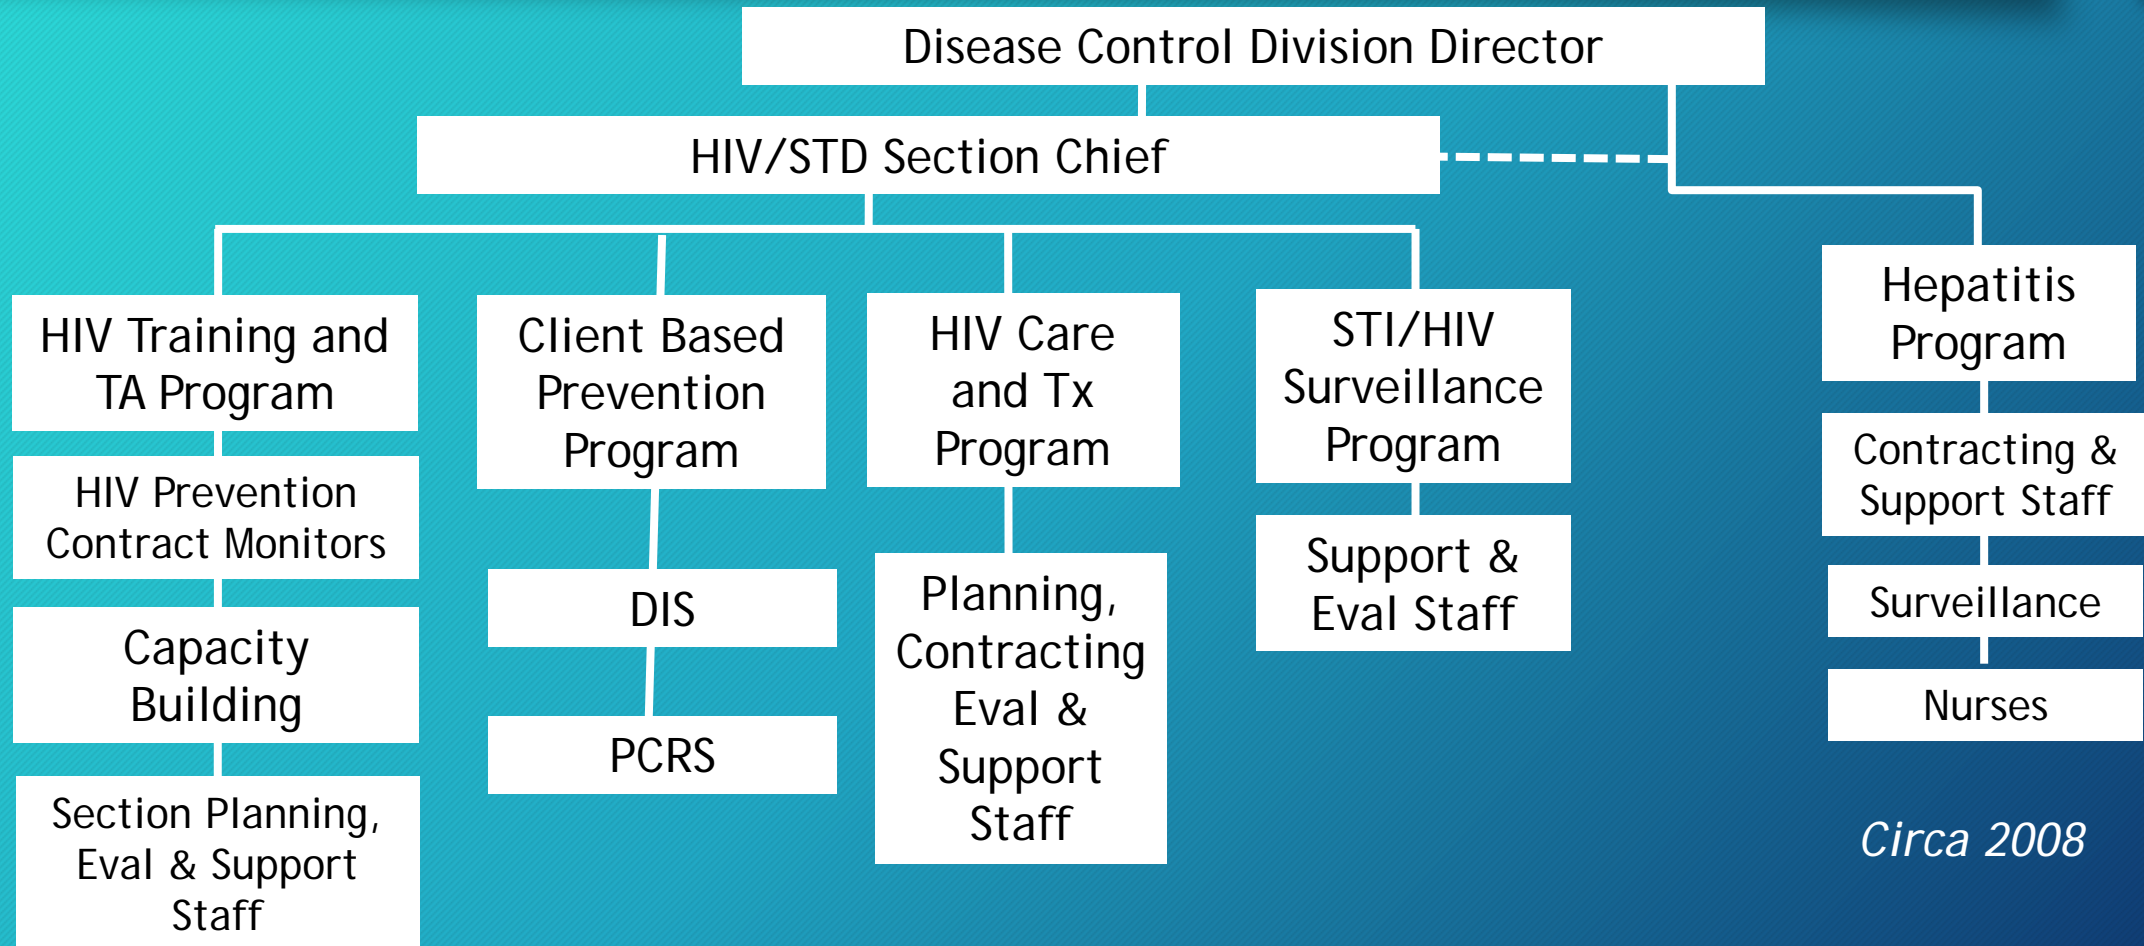 Disease Control Division Director
HIV/STD Section Chief
HIV Training and
TA Program
HIV Prevention
Contract Monitors
Capacity
Building
Section Planning,
Eval & Support
Staff
Client Based
Prevention
Program
DIS
PCRS
HIV Care
and Tx
Program
Planning,
Contracting
Eval &
Support
Staff
STI/HIV
Surveillance
Program
Support &
Eval Staff
Hepatitis
Program
Contracting &
Support Staff
Surveillance
Nurses
Circa 2008